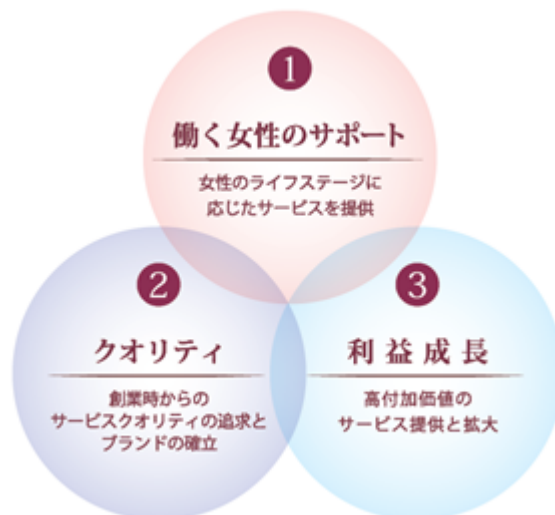 1
働く女性のサポート
女性のライフステージに
応じたサービスを提供
2
クオリティ
創業時からの
サービスクオリティの追求と
ブランドの確立
3
利益成長
高付加価値の
サービス提供と拡大